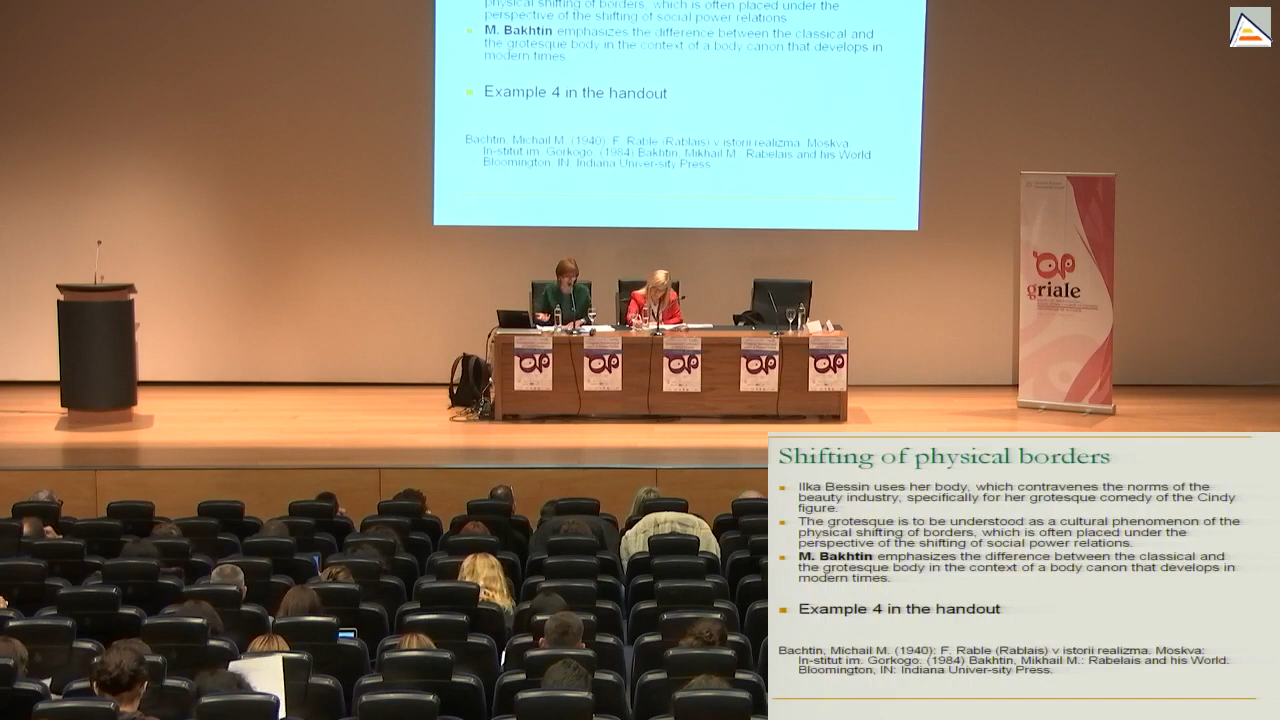 physical shifting of borders, which is often placed under the
perspective of the shifting of social power relations.
M. Bakhtin emphasizes the difference between the classical and
the grotesque body in the context of a body canon that develops in
modern times.
Example 4 in the handout
Bachtin, Michail M. (1940): F. Rable (Rablais) v istorii realizma. Moskva:
In-stitut im. Gorkogo. (1984) Bakhtin, Mikhail M.: Rabelais and his World.
Bloomington, IN: Indiana Univer-sity Press.
griale
Shifting of physical borders
Ilka Bessin uses her body, which contravenes the norms of the
beauty industry, specifically for her grotesque comedy of the Cindy
figure.
The grotesque is to be understood as a cultural phenomenon of the
physical shifting of borders, which is often placed under the
perspective of the shifting of social power relations.
M. Bakhtin emphasizes the difference between the classical and
the grotesque body in the context of a body canon that develops in
modern times.
Example 4 in the handout
Bachtin, Michail M. (1940): F. Rable (Rablais) v istorii realizma. Moskva:
In-stitut im. Gorkogo. (1984) Bakhtin, Mikhail M.: Rabelais and his World.
Bloomington, IN: Indiana Univer-sity Press.